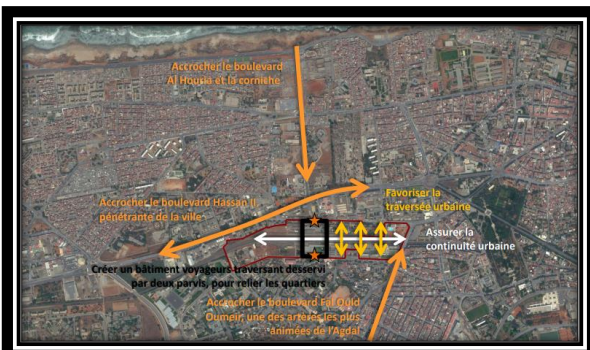 Accrocher le boulevard
Al Houria et la corniche
Accrocher le boulevard Hassan II,
pénétrante de la ville
Favoriser la
traversée urbaine
Assurer la
continuité urbaine
Créer un bâtiment voyageurs traversant desservi
par deux parvis, pour relier les quartiers
Accrocher le boulevard Fal Ould
Oumeir, une des artères les plus
animées de l'Agdal